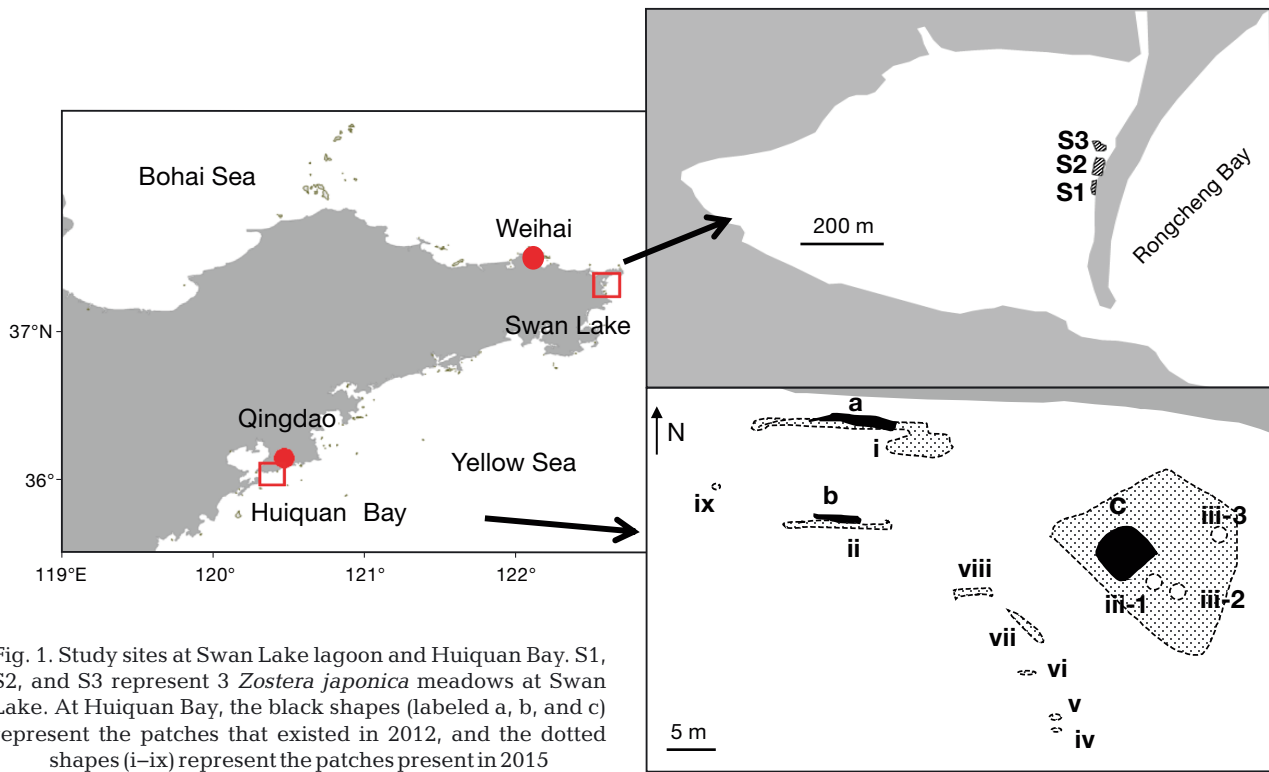 Bohai Sea
Weihai
Swan Lake
37°N
Qingdao
Yellow Sea
36°
Huiquan Bay
119°E 120° 121° 122°
S3
S2
S1
200 m
Rongcheng Bay
N
a
i
ix
b
ii
c
iii-3
iii-1
iii-2
viii
vii
vi
v
iv
5 m
Fig. 1. Study sites at Swan Lake lagoon and Huiquan Bay. S1,
S2, and S3 represent 3 Zostera japonica meadows at Swan
Lake. At Huiquan Bay, the black shapes (labeled a, b, and c)
represent the patches that existed in 2012, and the dotted
shapes (i–ix) represent the patches present in 2015